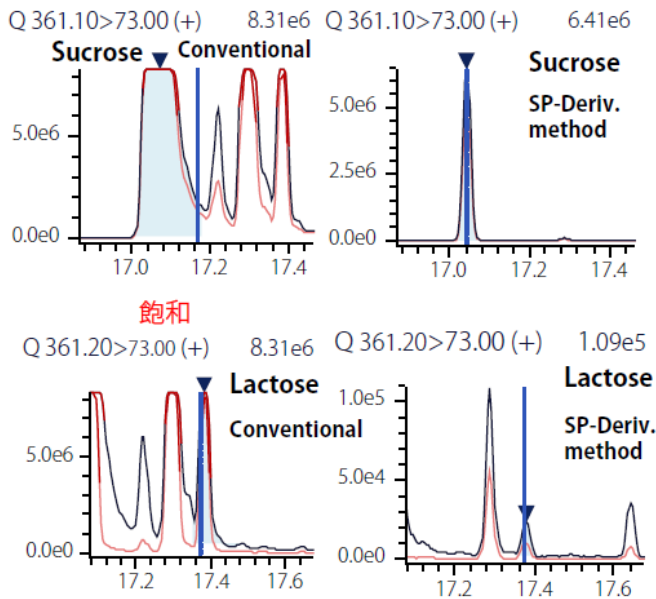 Q 361.10>73.00 (+) 8.31e6
Sucrose Conventional
5.0e6
0.0e0
17.0 17.2 17.4
Q 361.10>73.00 (+) 6.41e6
Sucrose
SP-Deriv.
method
5.0e6
2.5e6
0.0e0
17.0 17.2 17.4
飽和
Q 361.20>73.00 (+) 8.31e6
Lactose
Conventional
5.0e6
0.0e0
17.2 17.4 17.6
Q 361.20>73.00 (+) 1.09e5
Lactose
SP-Deriv.
method
1.0e5
5.0e4
0.0e0
17.2 17.4 17.6